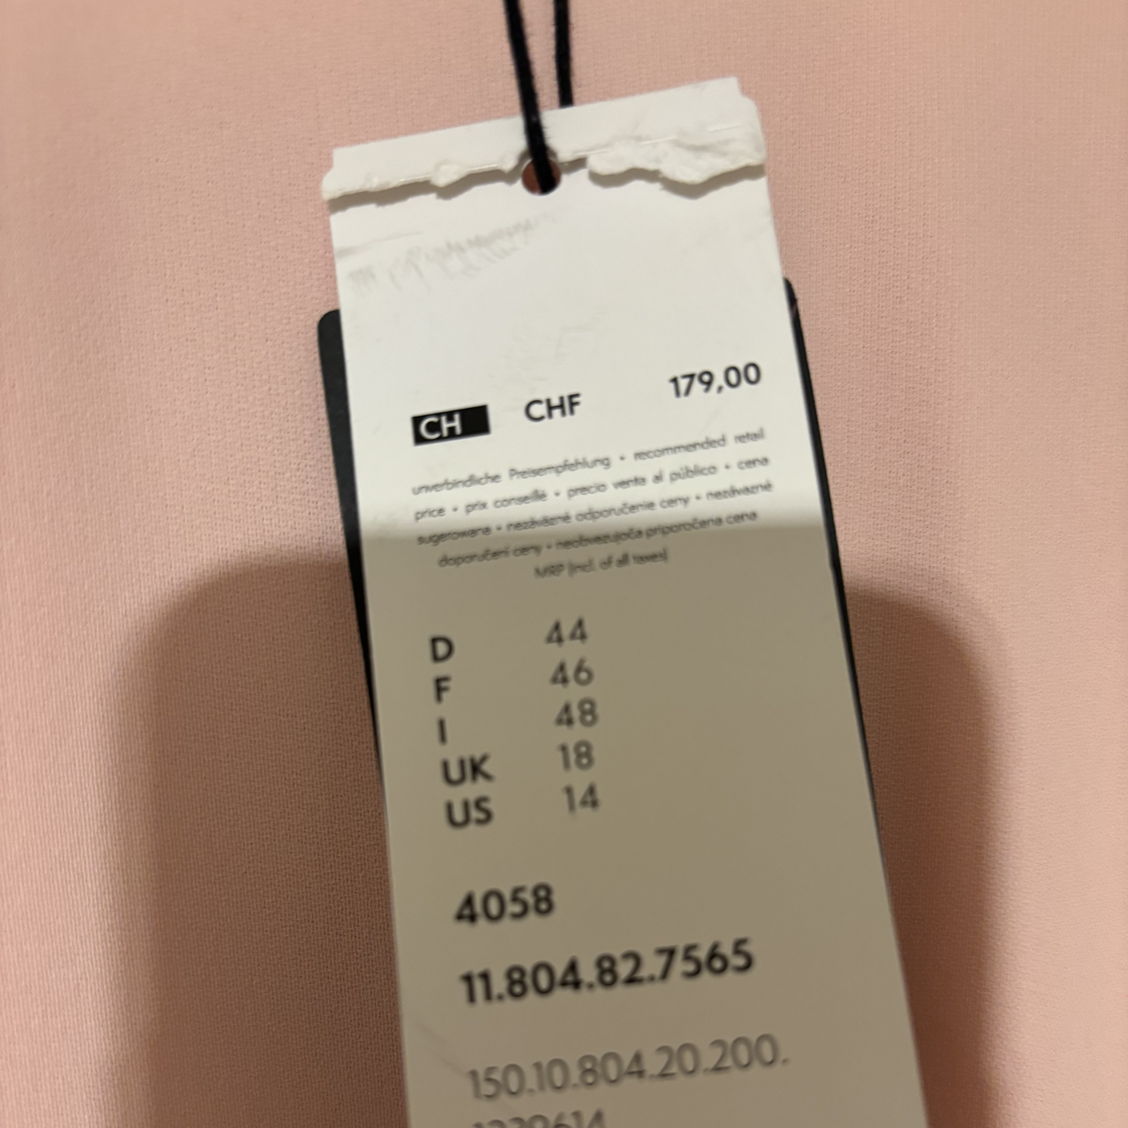 CH CHF 179,00
unverbindliche Preisempfehlung • recommended retail
price • prix conseillé • precio venta al público • cena
sugerowana • nezáväzné odporučenie ceny • nezávazné
doporučení ceny • neobvezujoča priporočena cena
MRP (incl. of all taxes)
D 44
F 46
I 48
UK 18
US 14
4058
11.804.82.7565
150.10.804.20.200.